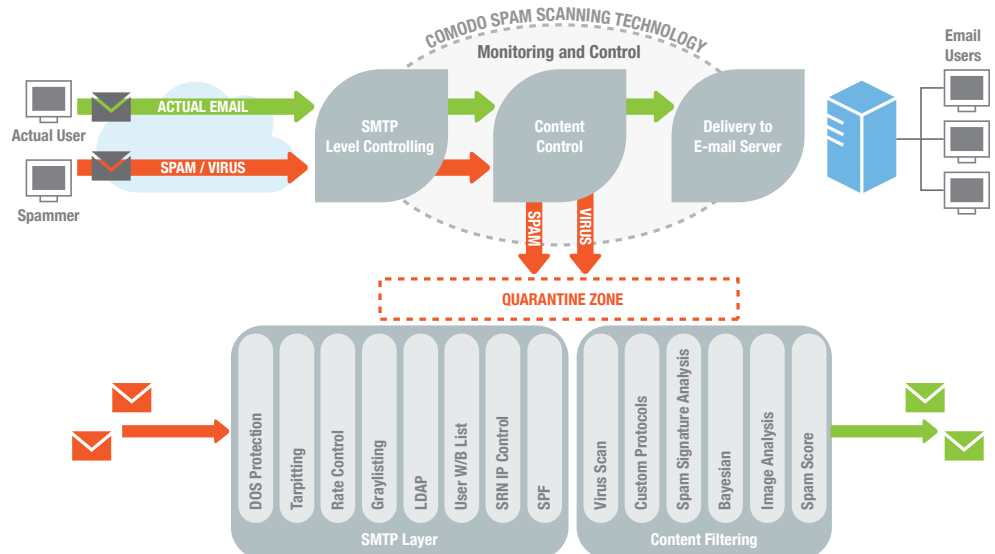 COMODO SPAM SCANNING TECHNOLOGY
Monitoring and Control
Email
Users
ACTUAL EMAIL
Actual User
SMTP
Level Controlling
Content
Control
Delivery to
E-mail Server
SPAM / VIRUS
Spammer
SPAM
VIRUS
QUARANTINE ZONE
DOS Protection
Tarpitting
Rate Control
Graylisting
LDAP
User W/B List
SRN IP Control
SPF
Virus Scan
Custom Protocols
Spam Signature Analysis
Bayesian
Image Analysis
Spam Score
SMTP Layer
Content Filtering